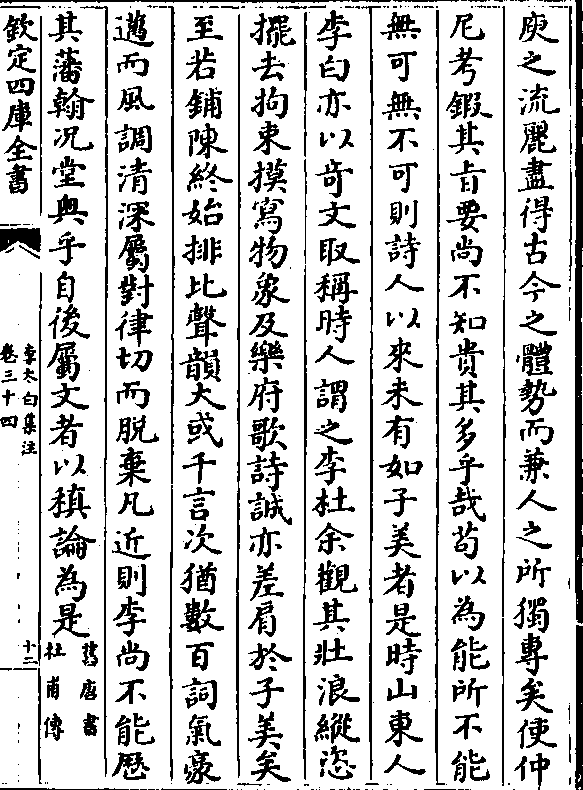 庾之流麗盡得古今之體勢而兼人之所獨專矣使仲
尼考鍜其㫖要尚不知貴其多乎哉茍以為能所不能
無可無不可則詩人以來未有如子美者是時山東人
李白亦以竒文取稱時人謂之李杜余觀其壯浪縱恣
擺去拘束摸寫物象及樂府歌詩誠亦差肩於子美矣
至若鋪陳終始排比聲韻大或千言次猶數百詞氣豪
邁而風調清深屬對律切而脱棄凡近則李尚不能歴
其藩翰况堂奥乎自後屬文者以稹論為是
舊唐書
杜甫傳
欽定四庫全書
李太白集注
卷三十四
十二